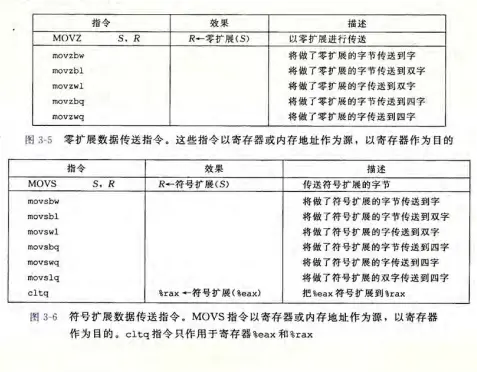 指令 效果 描述
MOVZ S, R R←零扩展(S) 以零扩展进行传送
movzbw 将做了零扩展的字节传送到字
movzbl 将做了零扩展的字节传送到双字
movzwl 将做了零扩展的字传送到双字
movzbq 将做了零扩展的字节传送到四字
movzwq 将做了零扩展的字传送到四字
图 3-5 零扩展数据传送指令。这些指令以寄存器或内存地址作为源，以寄存器作为目的
指令 效果 描述
MOVS S, R R←符号扩展(S) 传送符号扩展的字节
movsbw 将做了符号扩展的字节传送到字
movsbl 将做了符号扩展的字节传送到双字
movswl 将做了符号扩展的字传送到双字
movsbq 将做了符号扩展的字节传送到四字
movswq 将做了符号扩展的字传送到四字
movslq 将做了符号扩展的双字传送到四字
cltq %rax←符号扩展(%eax) 把%eax符号扩展到%rax
图 3-6 符号扩展数据传送指令。MOVS 指令以寄存器或内存地址作为源，以寄存器
作为目的。cltq 指令只作用于寄存器%eax 和%rax